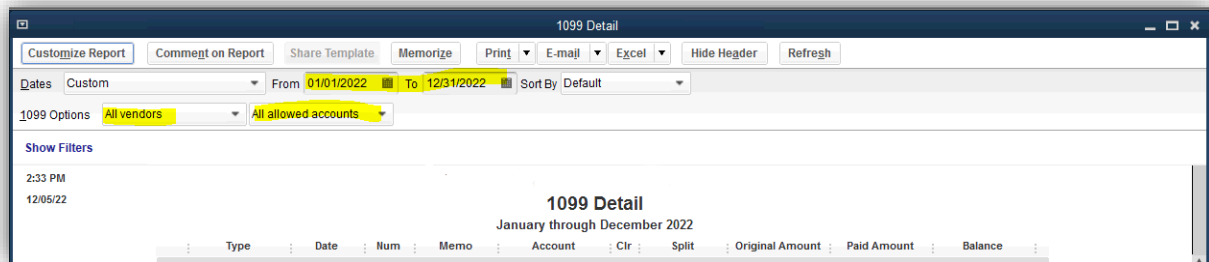 1099 Detail
Customize Report Comment on Report Share Template Memorize Print E-mail Excel Hide Header Refresh
Dates Custom From 01/01/2022 To 12/31/2022 Sort By Default
1099 Options All vendors All allowed accounts
Show Filters
2:33 PM
12/05/22
1099 Detail
January through December 2022
Type Date Num Memo Account Clr Split Original Amount Paid Amount Balance